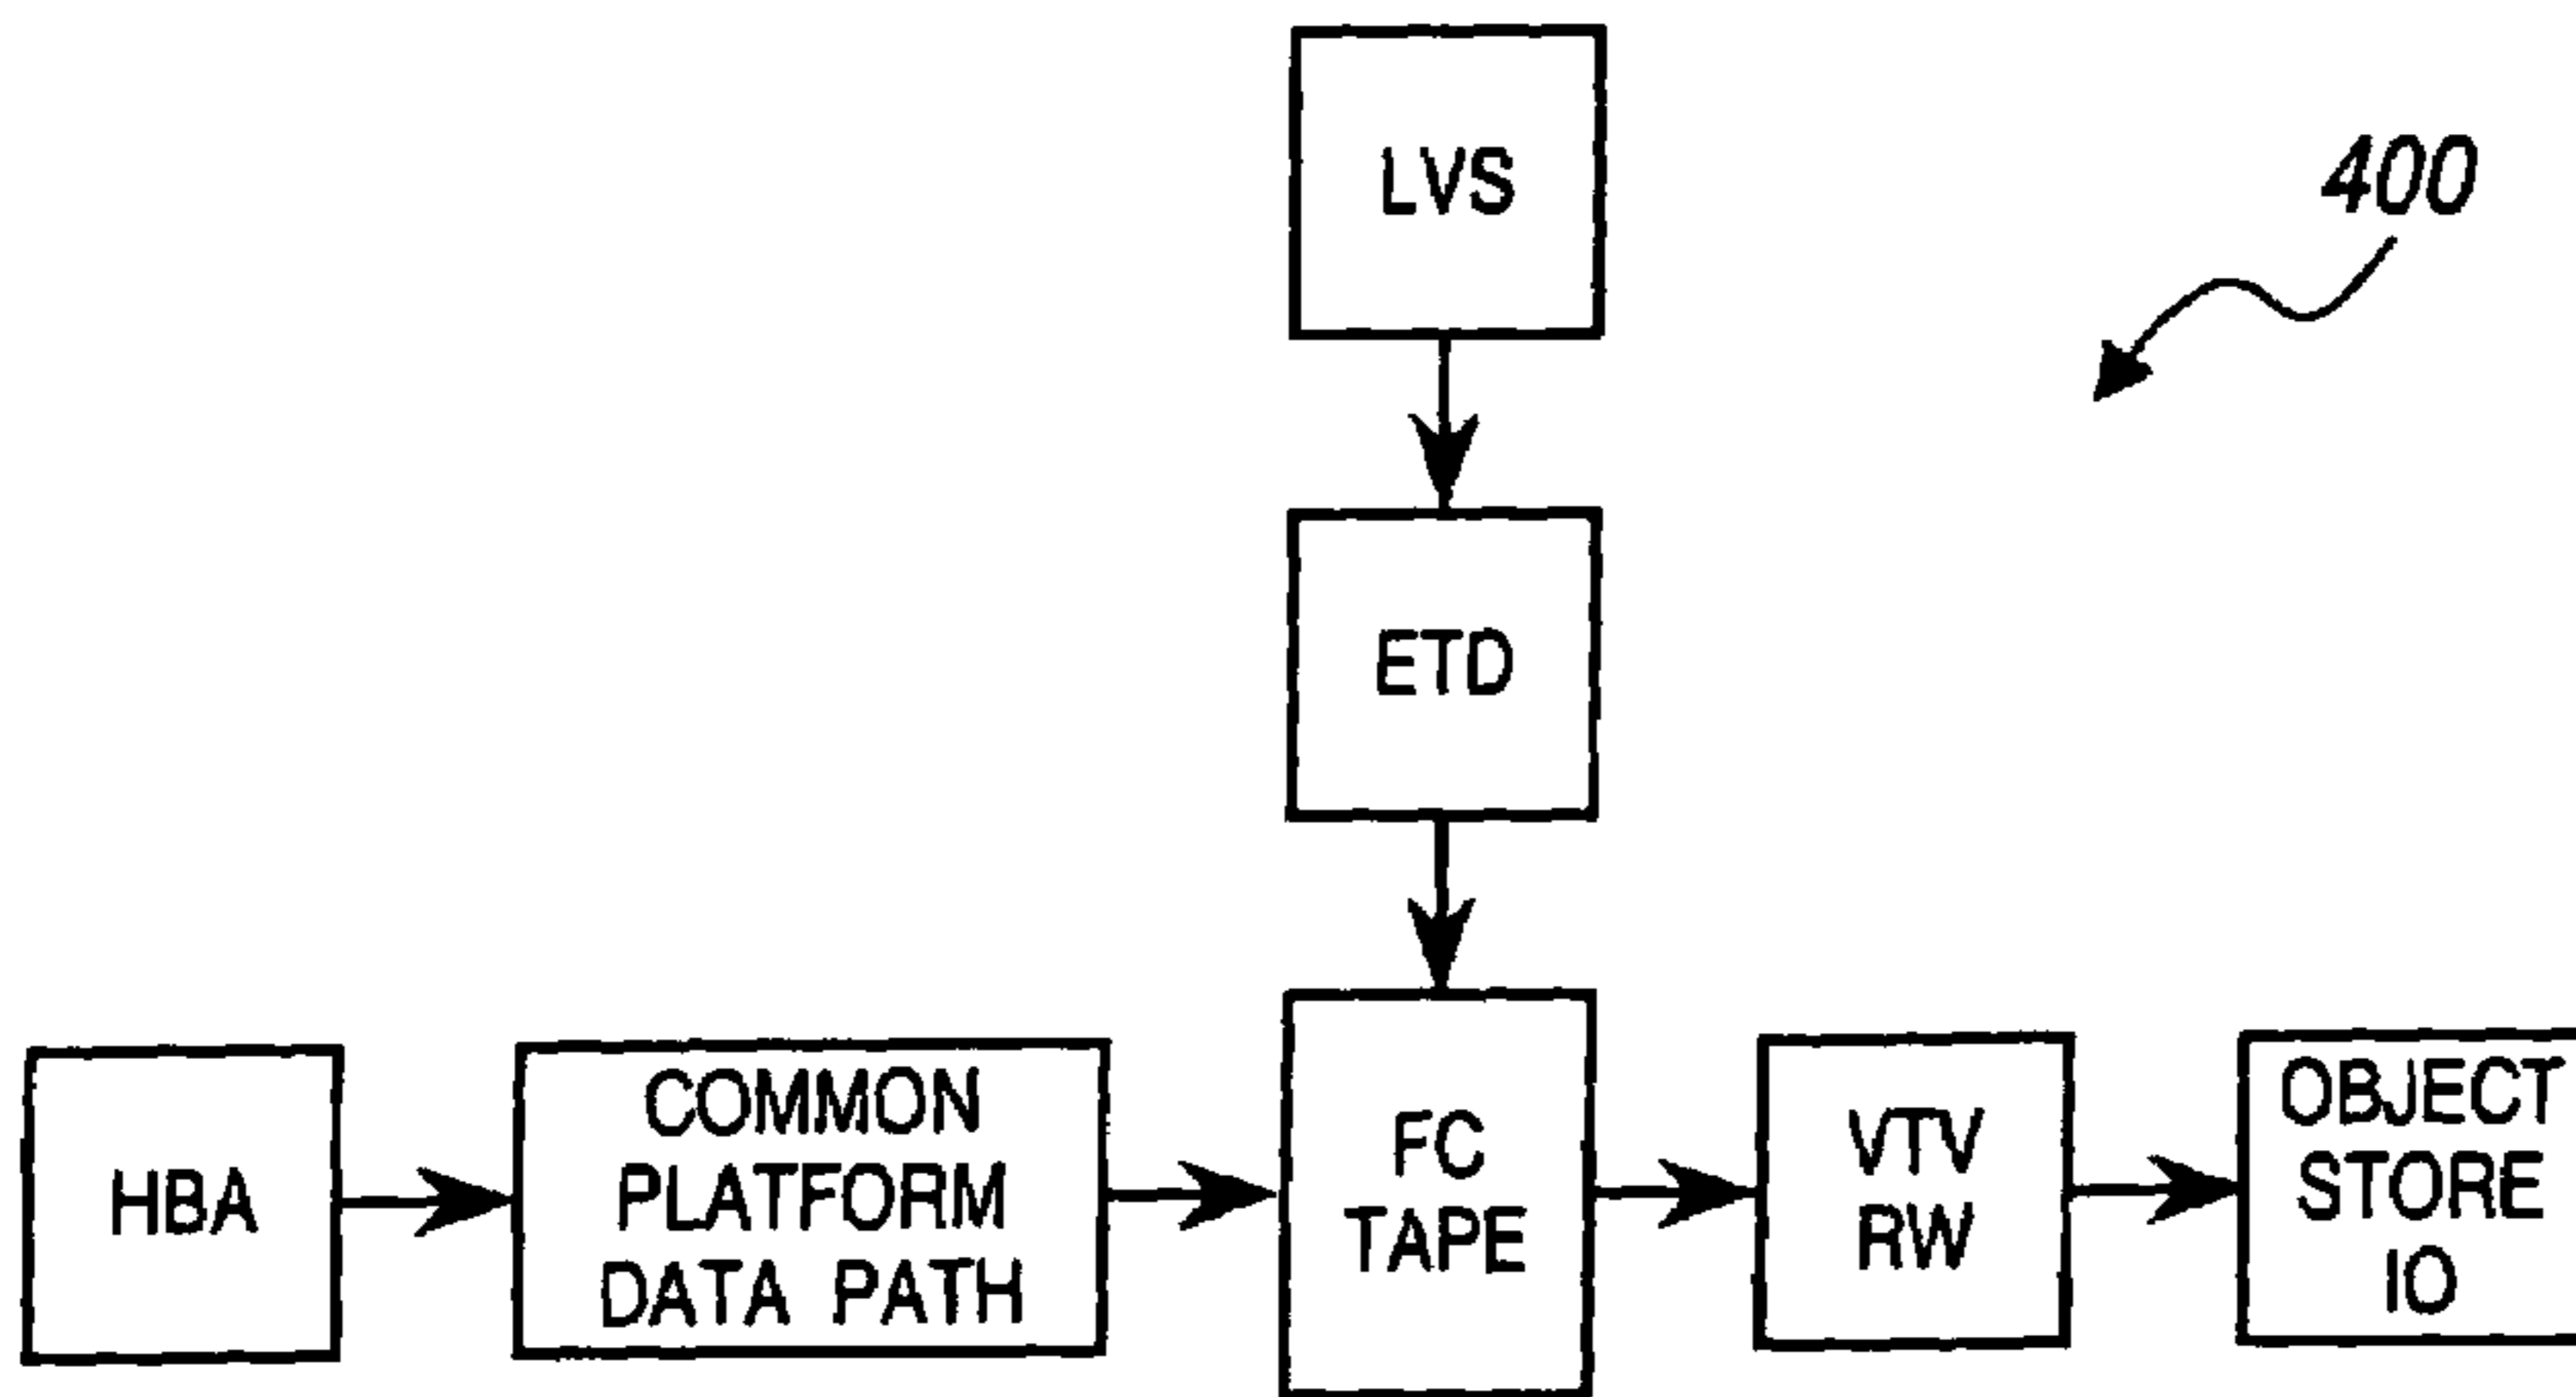 LVS
400
ETD
HBA
COMMON
PLATFORM
DATA PATH
FC
TAPE
VTV
RW
OBJECT
STORE
IO